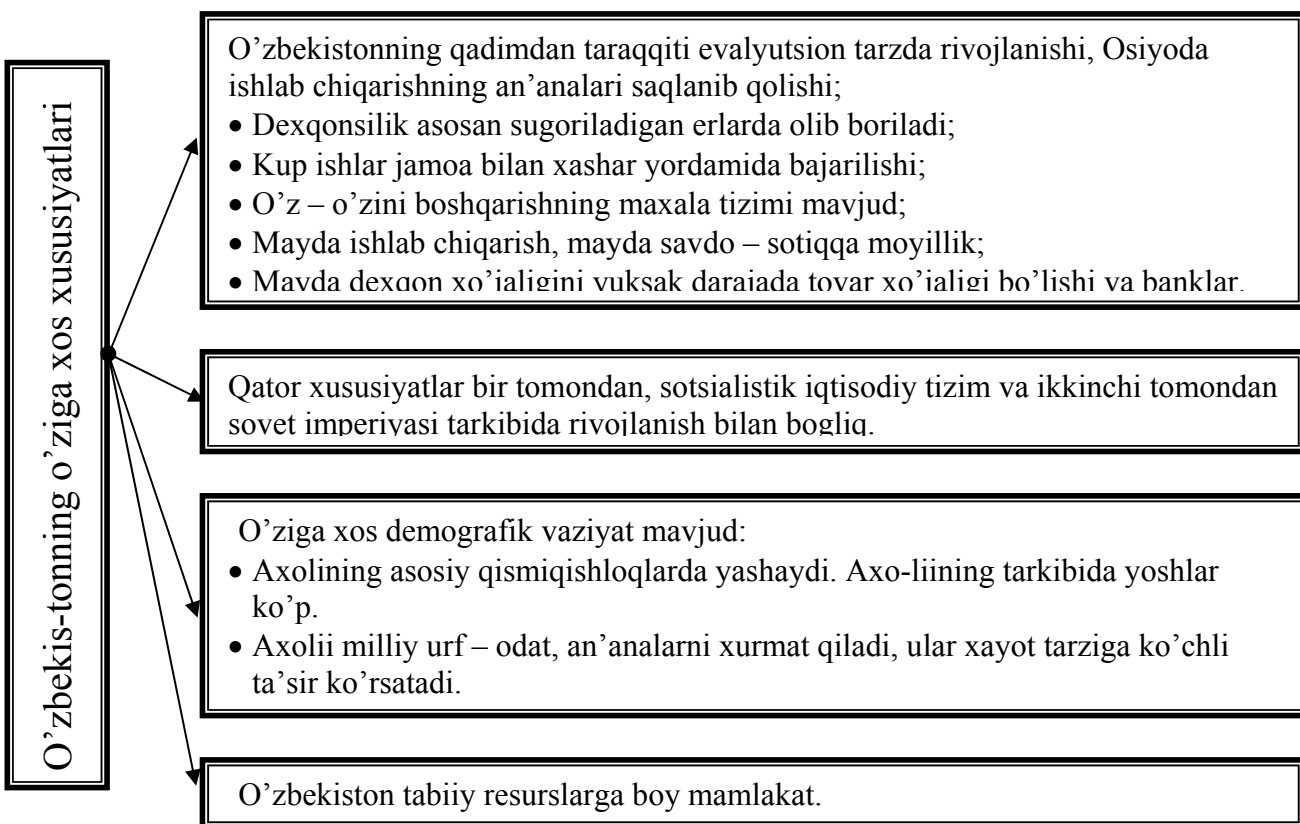 O’zbekis-tonning o’ziga xos xususiyatlari
O’zbekistonning qadimdan taraqqiti evalyutsion tarzda rivojlanishi, Osiyoda
ishlab chiqarishning an’analari saqlanib qolishi;
• Dexqonsilik asosan sugoriladigan erlarda olib boriladi;
• Kup ishlar jamoa bilan xashar yordamida bajarilishi;
• O’z – o’zini boshqarishning maxala tizimi mavjud;
• Mayda ishlab chiqarish, mayda savdo – sotiqqa moyillik;
• Mayda dexqon xo’jaligini yuksak darajada tovar xo’jaligi bo’lishi va banklar.
Qator xususiyatlar bir tomondan, sotsialistik iqtisodiy tizim va ikkinchi tomondan
sovet imperiyasi tarkibida rivojlanish bilan bogliq.
O’ziga xos demografik vaziyat mavjud:
• Axolining asosiy qismiqishloqlarda yashaydi. Axo-liining tarkibida yoshlar
ko’p.
• Axolii milliy urf – odat, an’analarni xurmat qiladi, ular xayot tarziga ko’chli
ta’sir ko’rsatadi.
O’zbekiston tabiiy resurslarga boy mamlakat.